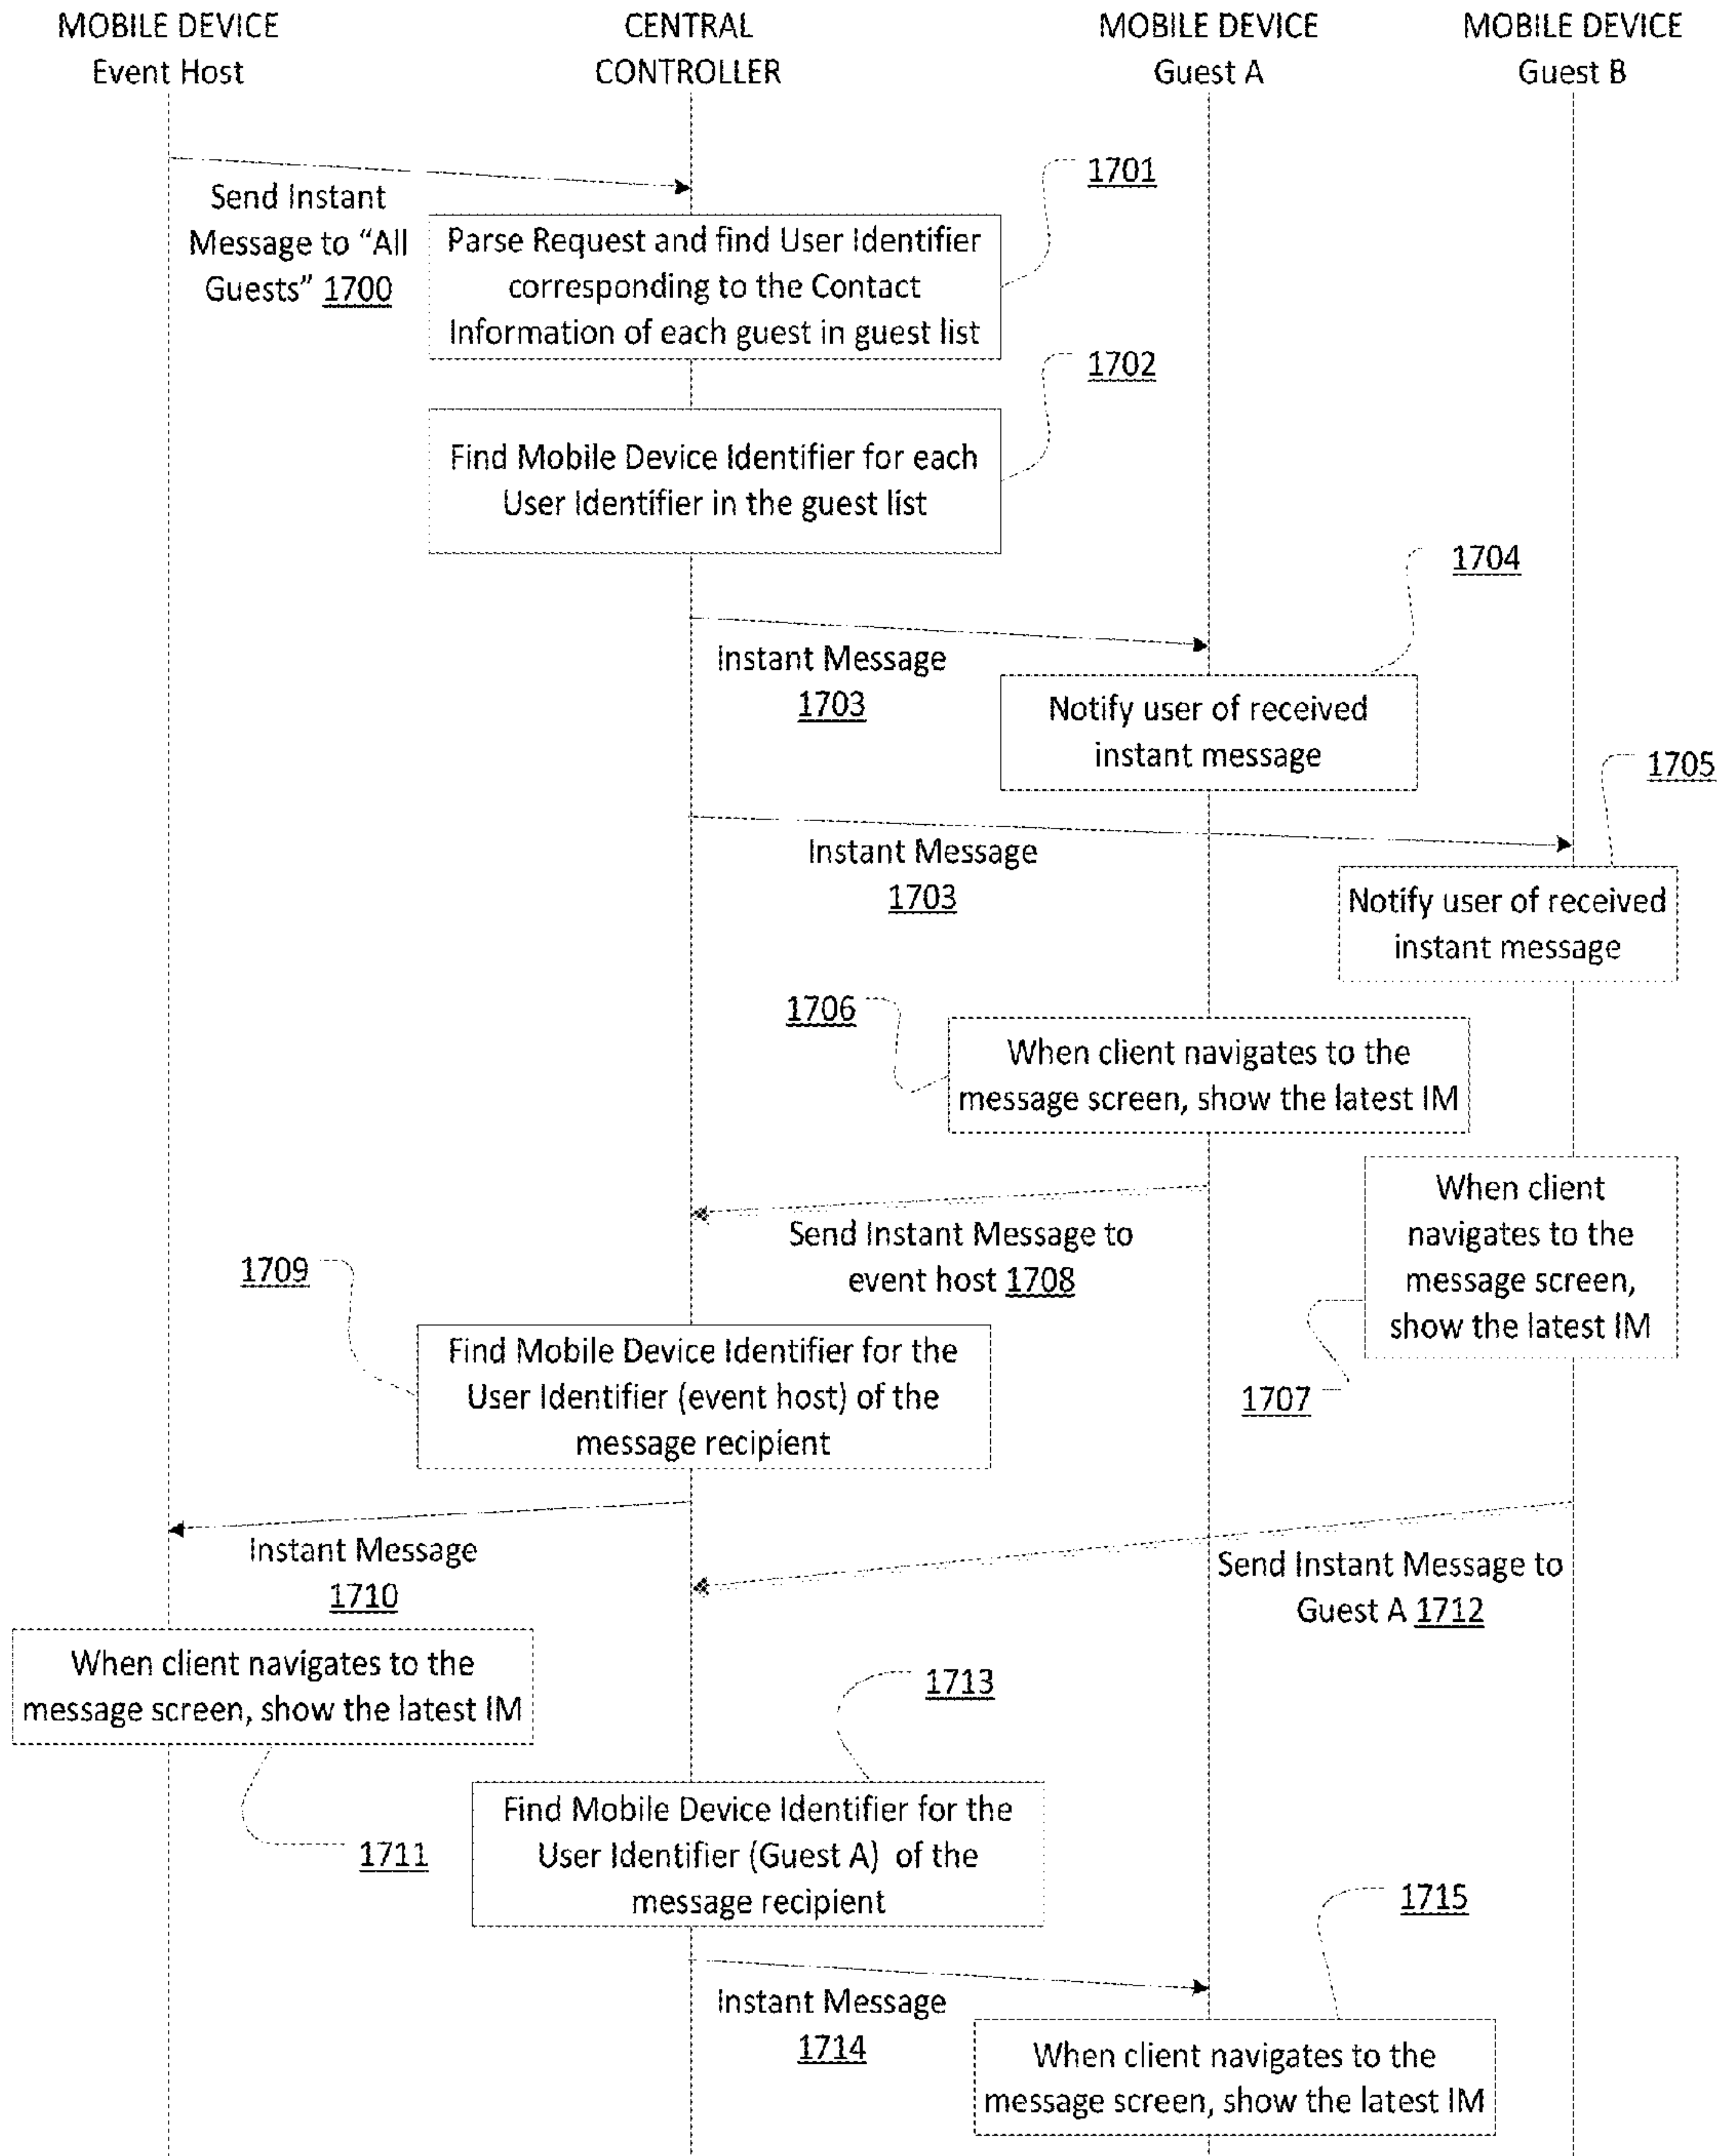 MOBILE DEVICE
Event Host
CENTRAL
CONTROLLER
MOBILE DEVICE
Guest A
MOBILE DEVICE
Guest B
Send Instant
Message to “All
Guests” 1700
1701
Parse Request and find User Identifier
corresponding to the Contact
Information of each guest in guest list
1702
Find Mobile Device Identifier for each
User Identifier in the guest list
1704
Instant Message
1703
Notify user of received
instant message
1705
Instant Message
1703
Notify user of received
instant message
1706
When client navigates to the
message screen, show the latest IM
When client
navigates to the
message screen,
show the latest IM
1707
Send Instant Message to
event host 1708
1709
Find Mobile Device Identifier for the
User Identifier (event host) of the
message recipient
Instant Message
1710
Send Instant Message to
Guest A 1712
When client navigates to the
message screen, show the latest IM
1711
1713
Find Mobile Device Identifier for the
User Identifier (Guest A) of the
message recipient
1715
Instant Message
1714
When client navigates to the
message screen, show the latest IM